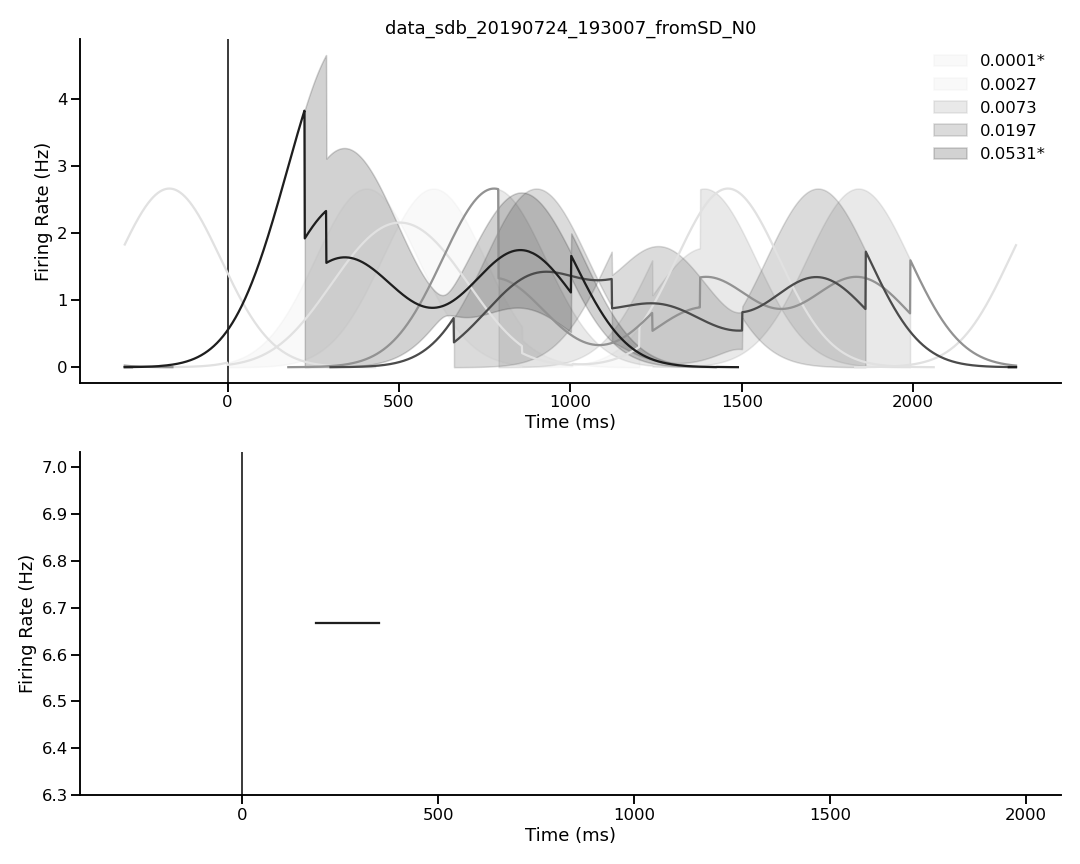 data_sdb_20190724_193007_fromSD_N0
0.0001*
0.0027
0.0073
0.0197
0.0531*
4
3
2
1
0
Firing Rate (Hz)
0 500 1000 1500 2000
Time (ms)
7.0
6.9
6.8
6.7
6.6
6.5
6.4
6.3
Firing Rate (Hz)
0 500 1000 1500 2000
Time (ms)